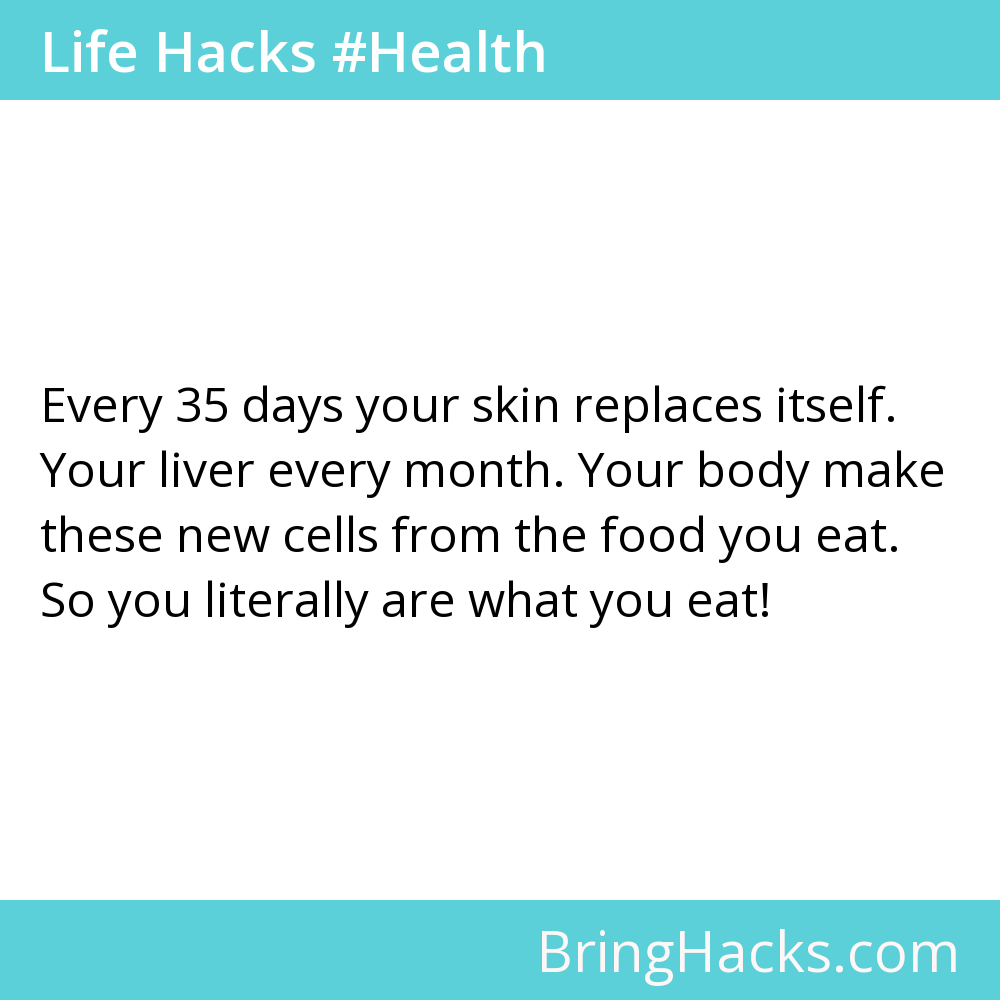 Life Hacks #Health
Every 35 days your skin replaces itself.
Your liver every month. Your body make
these new cells from the food you eat.
So you literally are what you eat!
BringHacks.com